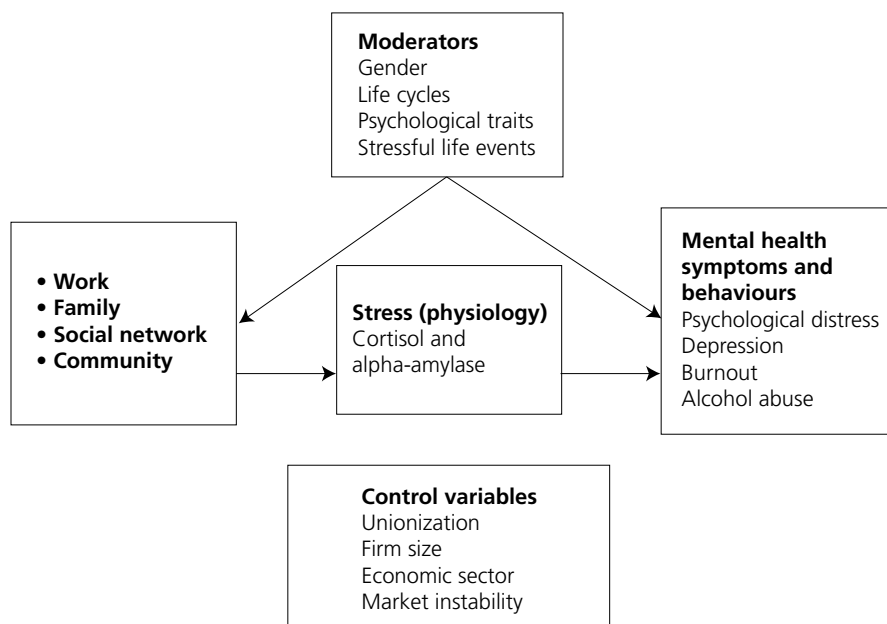 Moderators
Gender
Life cycles
Psychological traits
Stressful life events
• Work
• Family
• Social network
• Community
Stress (physiology)
Cortisol and
alpha-amylase
Mental health
symptoms and
behaviours
Psychological distress
Depression
Burnout
Alcohol abuse
Control variables
Unionization
Firm size
Economic sector
Market instability